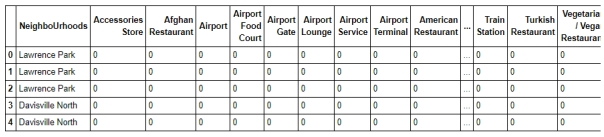 NeighboUrhoods Accessories Store Afghan Restaurant Airport Airport Food Court Airport Gate Airport Lounge Airport Service Airport Terminal American Restaurant ... Train Station Turkish Restaurant Vegetaria / Vega Restauran
0 Lawrence Park 0 0 0 0 0 0 0 0 0 ... 0 0 0
1 Lawrence Park 0 0 0 0 0 0 0 0 0 ... 0 0 0
2 Lawrence Park 0 0 0 0 0 0 0 0 0 ... 0 0 0
3 Davisville North 0 0 0 0 0 0 0 0 0 ... 0 0 0
4 Davisville North 0 0 0 0 0 0 0 0 0 ... 0 0 0